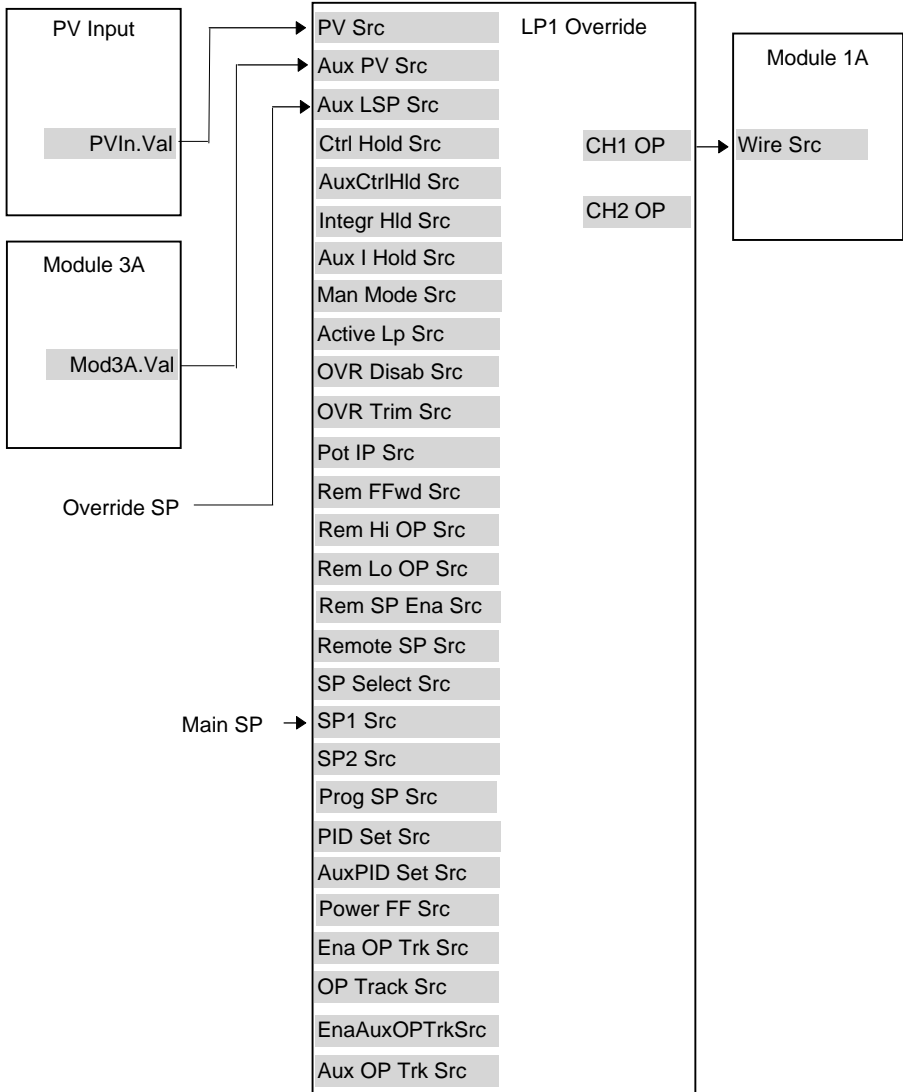 PV Input
PVIn.Val
Module 3A
Mod3A.Val
Override SP
Main SP
LP1 Override
PV Src
Aux PV Src
Aux LSP Src
Ctrl Hold Src
AuxCtrlHld Src
Integr Hld Src
Aux I Hold Src
Man Mode Src
Active Lp Src
OVR Disab Src
OVR Trim Src
Pot IP Src
Rem FFwd Src
Rem Hi OP Src
Rem Lo OP Src
Rem SP Ena Src
Remote SP Src
SP Select Src
SP1 Src
SP2 Src
Prog SP Src
PID Set Src
AuxPID Set Src
Power FF Src
Ena OP Trk Src
OP Track Src
EnaAuxOPTrkSrc
Aux OP Trk Src
CH1 OP
CH2 OP
Module 1A
Wire Src